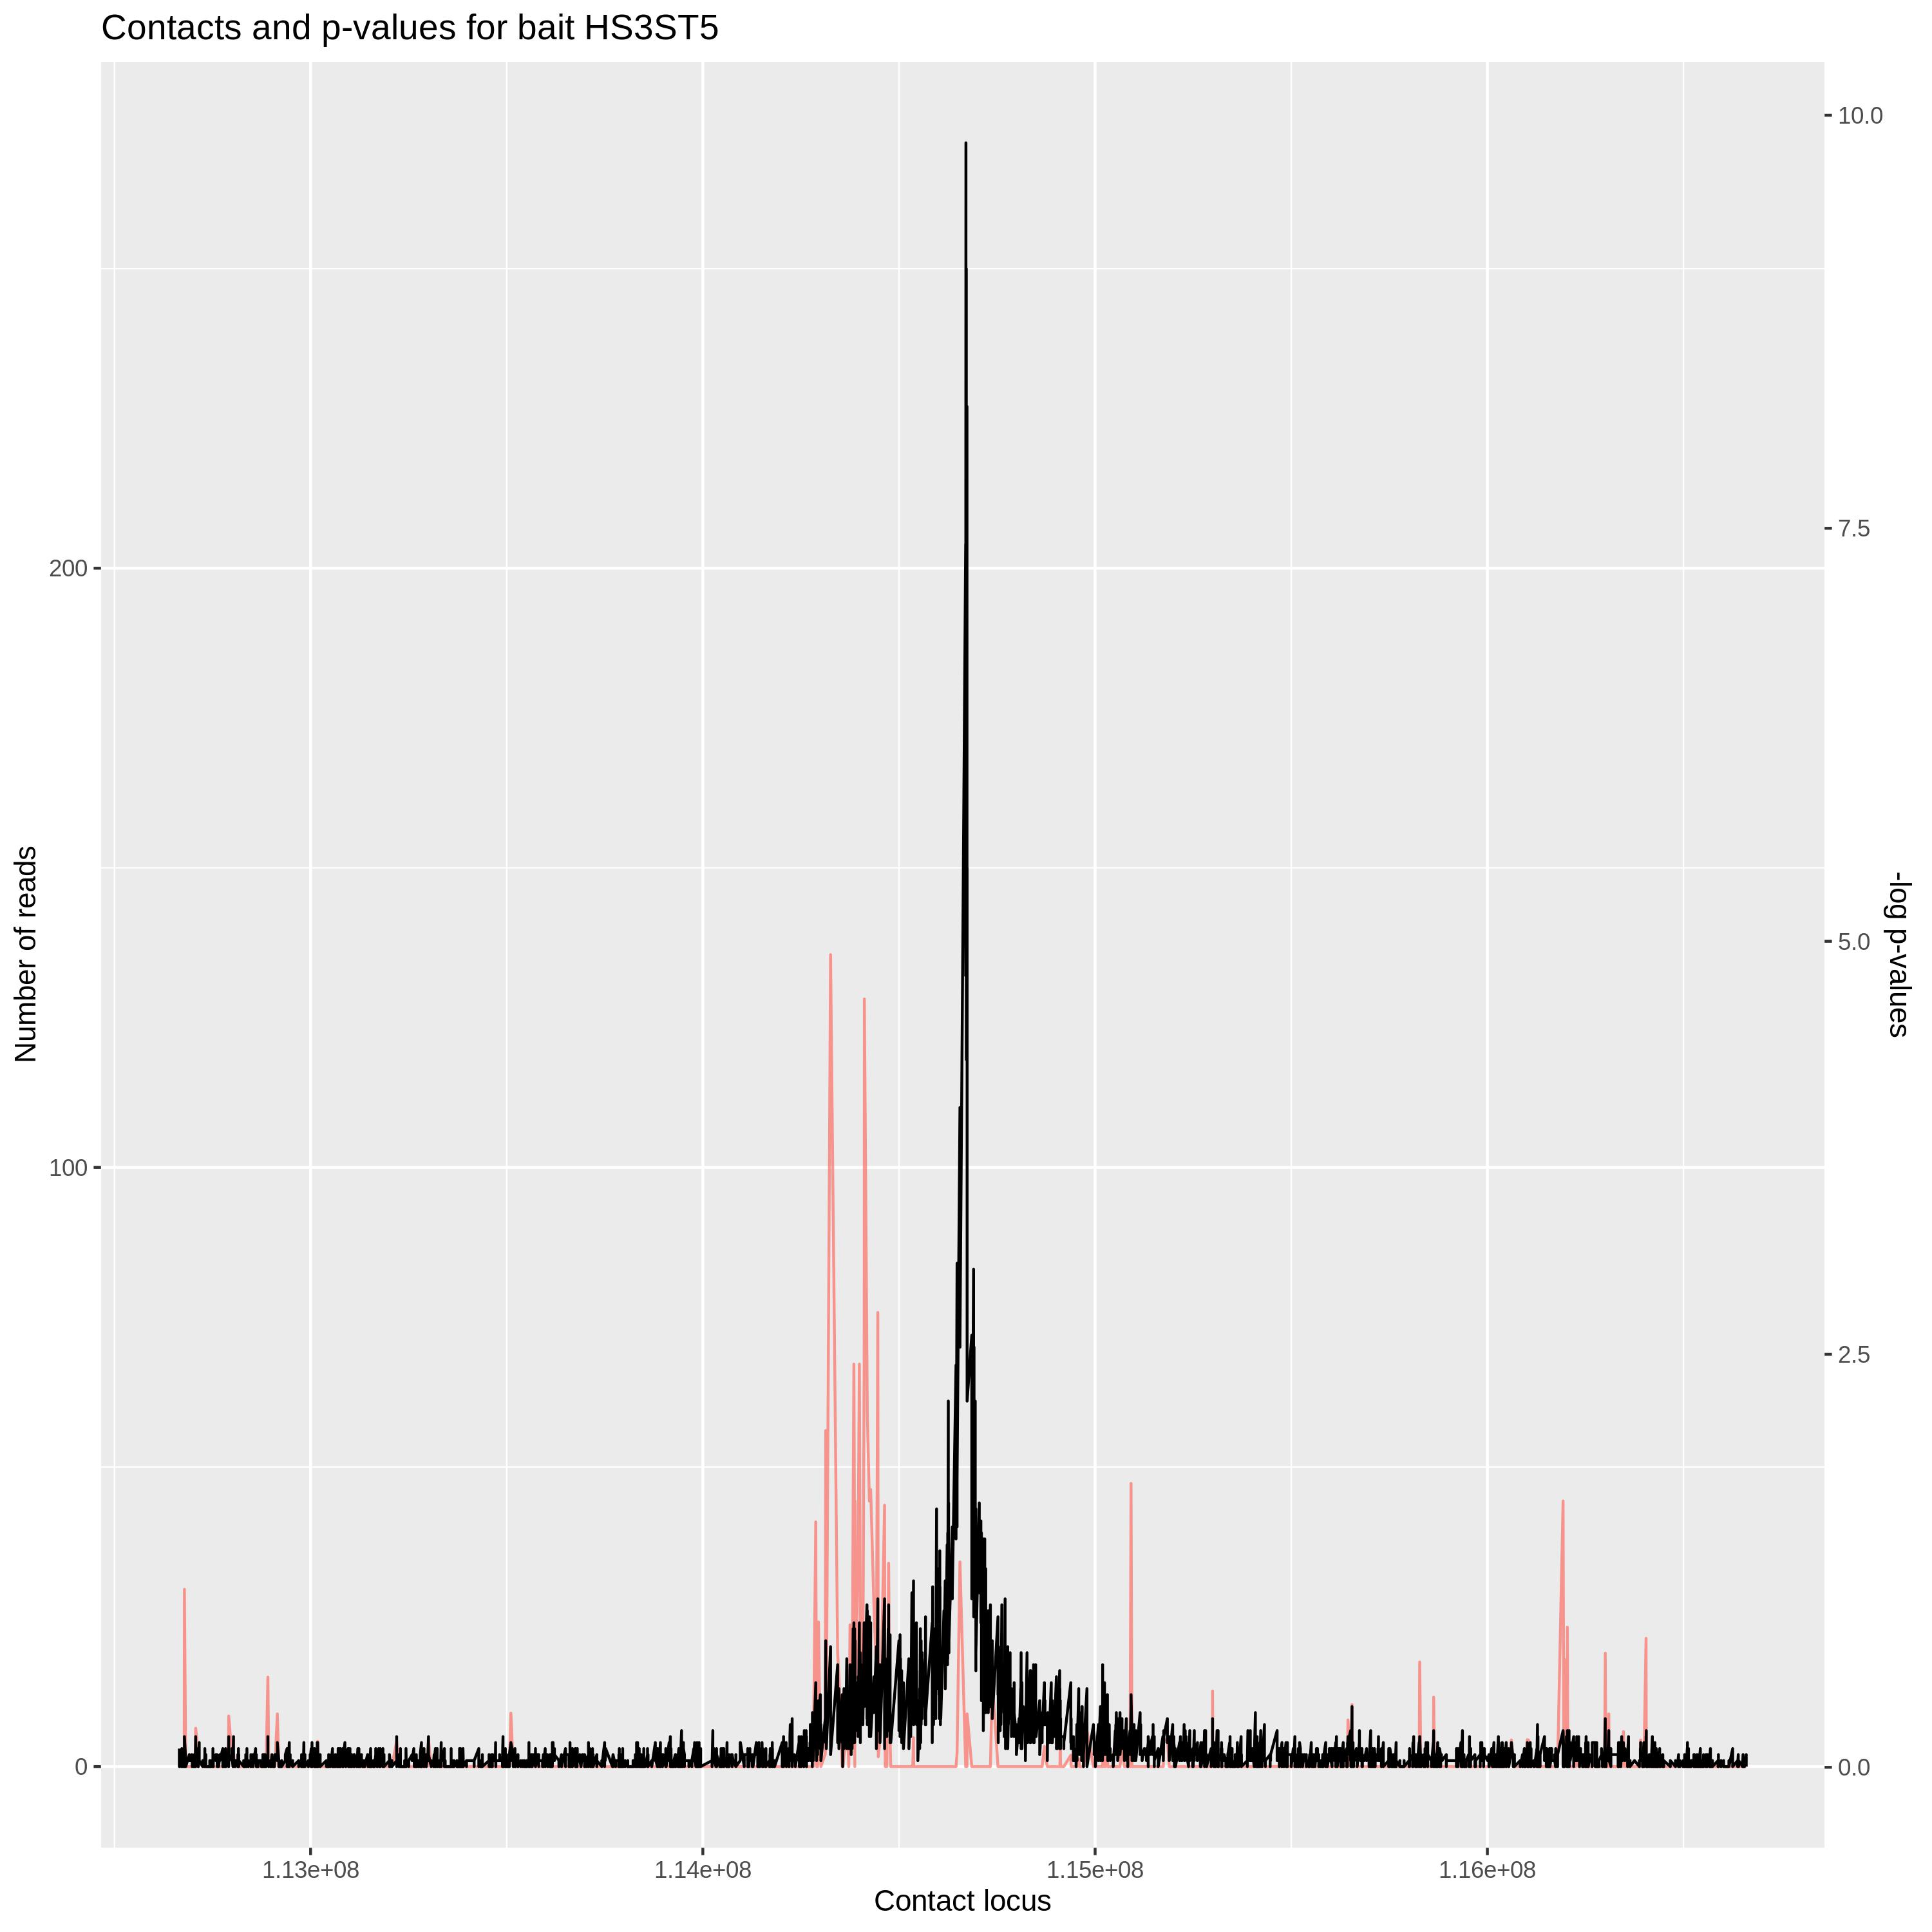 Contacts and p-values for bait HS3ST5
Number of reads
200
100
0
10.0
7.5
5.0
2.5
0.0
-log p-values
1.13e+08
1.14e+08
1.15e+08
1.16e+08
Contact locus